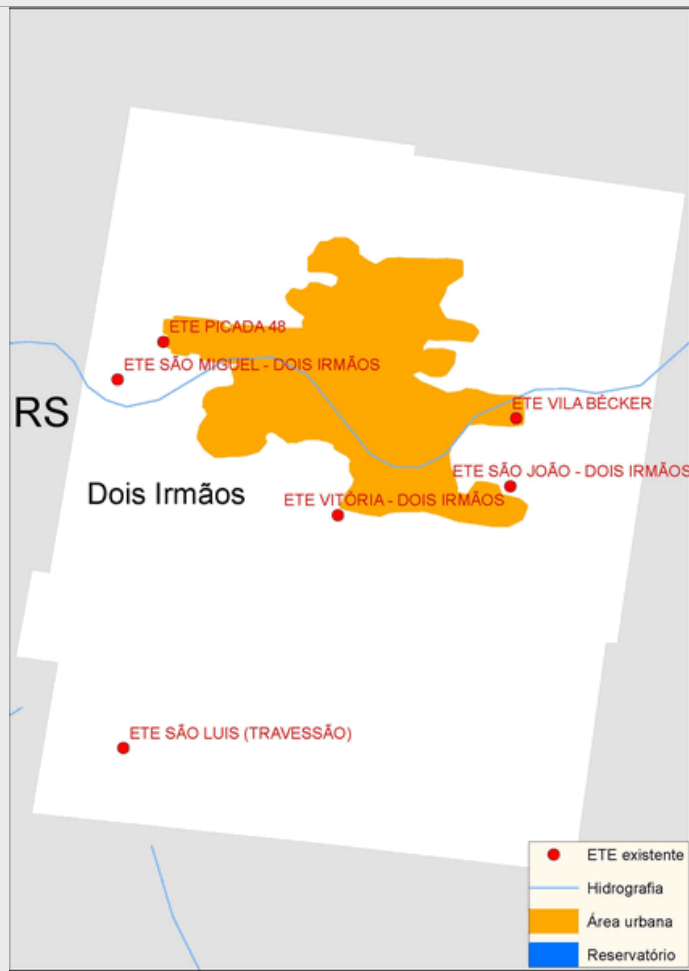 ETE PICADA 48
ETE SÃO MIGUEL - DOIS IRMÃOS
RS
ETE VILA BÉCKER
ETE SÃO JOÃO - DOIS IRMÃOS
Dois Irmãos
ETE VITÓRIA - DOIS IRMÃOS
ETE SÃO LUIS (TRAVESSÃO)
ETE existente
Hidrografia
Área urbana
Reservatório